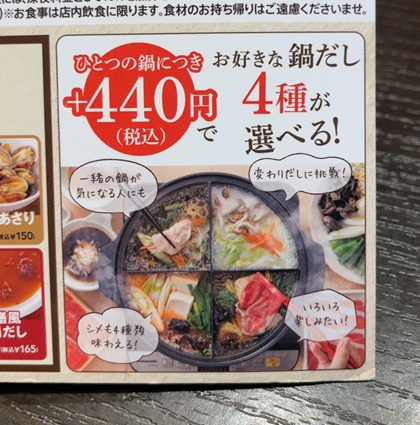 ※お食事は店内飲食に限ります。食材のお持ち帰りはご遠慮くださいませ。
ひとつの鍋につき
+440円で
(税込)
お好きな鍋だし
4種が
選べる!
一緒の鍋が
気になる人にも
変わりだしに挑戦!
シメも4種類
味わえる!
いろいろ
楽しみたい!
あさり
税込¥150)
風
だし
(税込¥165)